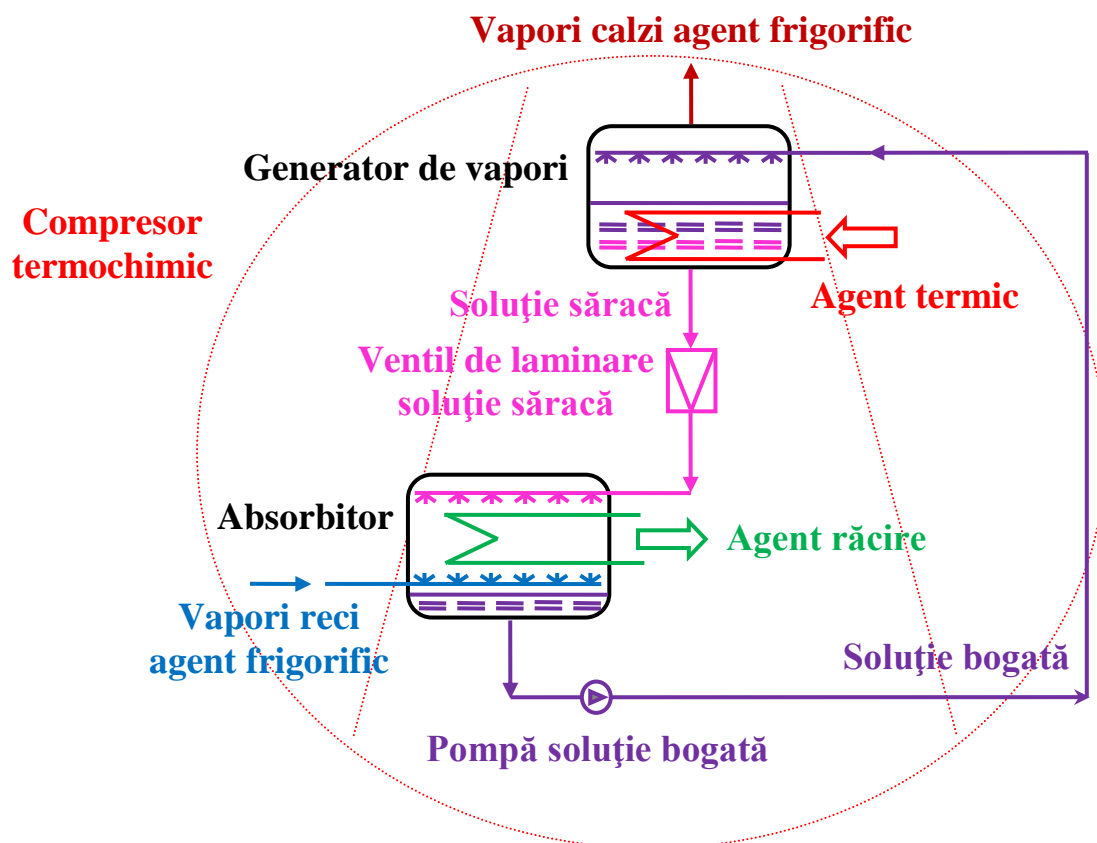 Vapori calzi agent frigorific
Generator de vapori
Compresor
termochimic
Agent termic
Soluţie săracă
Ventil de laminare
soluţie săracă
Absorbitor
Agent răcire
Vapori reci
agent frigorific
Soluţie bogată
Pompă soluţie bogată